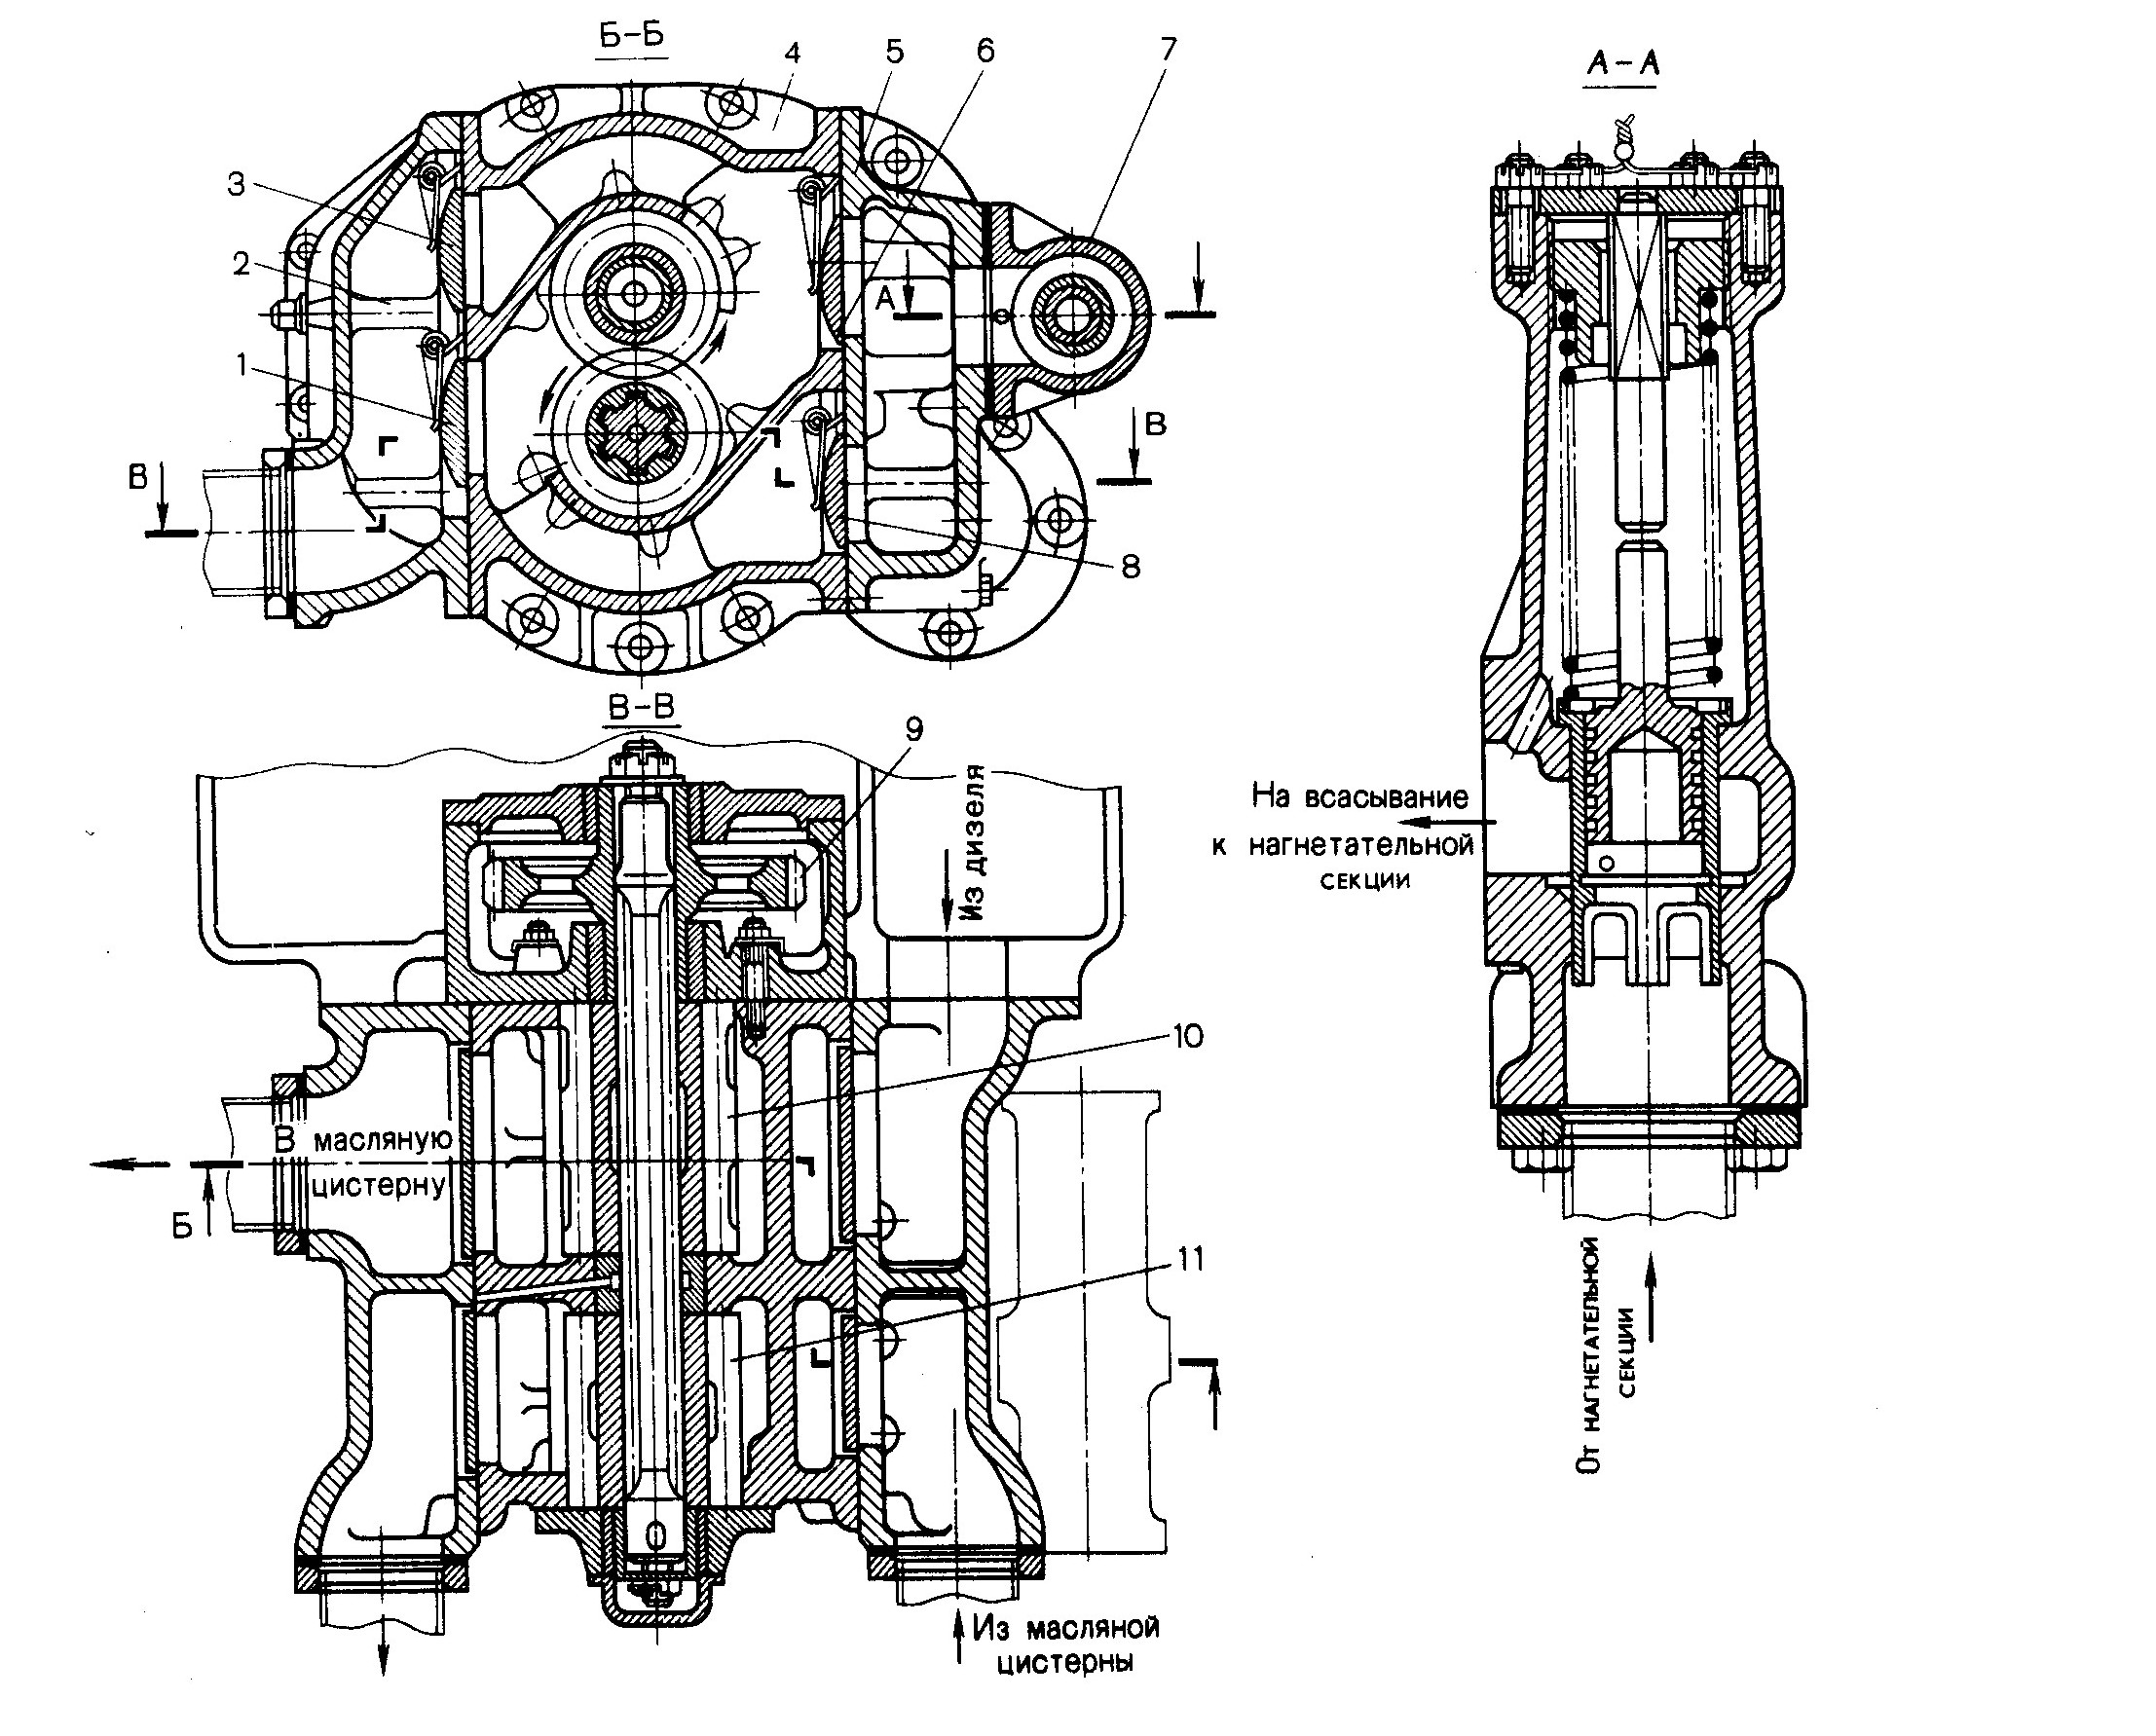 Б–Б
4
5
6
7
А–А
3
2
1
А
В
В
8
В–В
9
Из дизеля
На всасывание
к нагнетательной
секции
10
В масляную
цистерну
Б
11
От нагнетательной
секции
Из масляной
цистерны